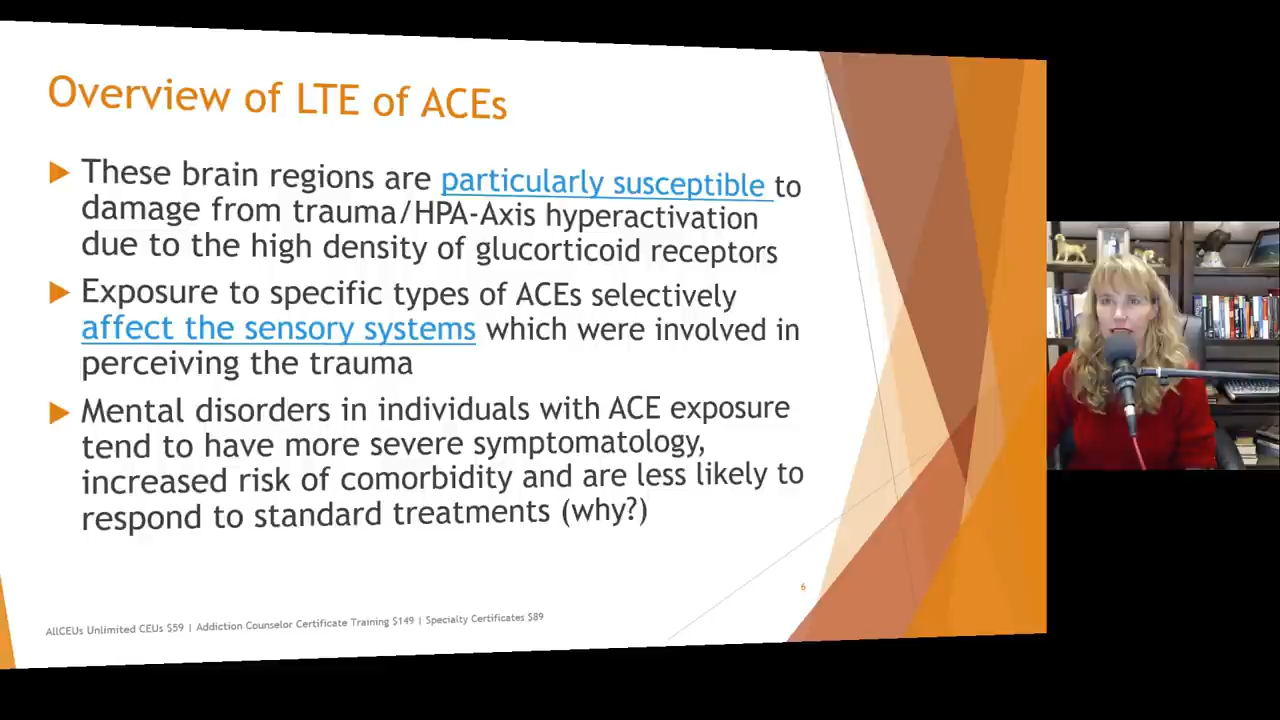 Overview of LTE of ACEs
These brain regions are particularly susceptible to
damage from trauma/HPA-Axis hyperactivation
due to the high density of glucorticoid receptors
Exposure to specific types of ACEs selectively
affect the sensory systems which were involved in
perceiving the trauma
Mental disorders in individuals with ACE exposure
tend to have more severe symptomatology,
increased risk of comorbidity and are less likely to
respond to standard treatments (why?)
6
AllCEUs Unlimited CEUs $59 | Addiction Counselor Certificate Training $149 | Specialty Certificates $89